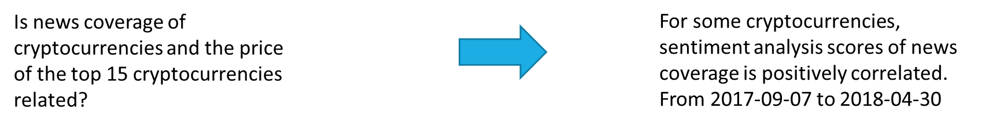 Is news coverage of
cryptocurrencies and the price
of the top 15 cryptocurrencies
related?
For some cryptocurrencies,
sentiment analysis scores of news
coverage is positively correlated.
From 2017-09-07 to 2018-04-30